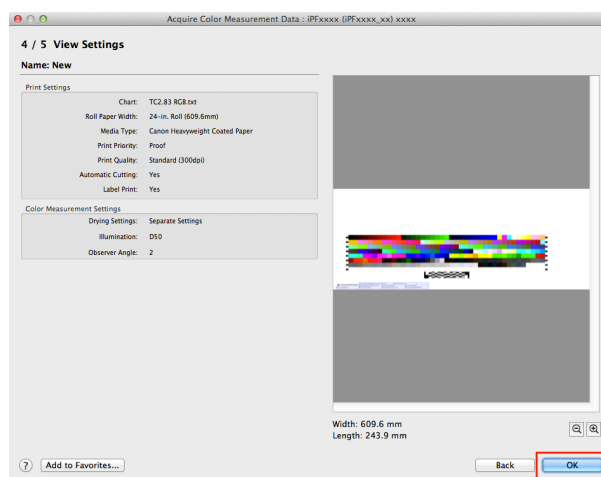 Acquire Color Measurement Data : iPFxxxx (iPFxxxx_xx) xxxx
4 / 5 View Settings
Name: New
Print Settings
Chart: TC2.83 RGB.txt
Roll Paper Width: 24-in. Roll (609.6mm)
Media Type: Canon Heavyweight Coated Paper
Print Priority: Proof
Print Quality: Standard (300dpi)
Automatic Cutting: Yes
Label Print: Yes
Color Measurement Settings
Drying Settings: Separate Settings
Illumination: D50
Observer Angle: 2
Width: 609.6 mm
Length: 243.9 mm
? Add to Favorites... Back OK